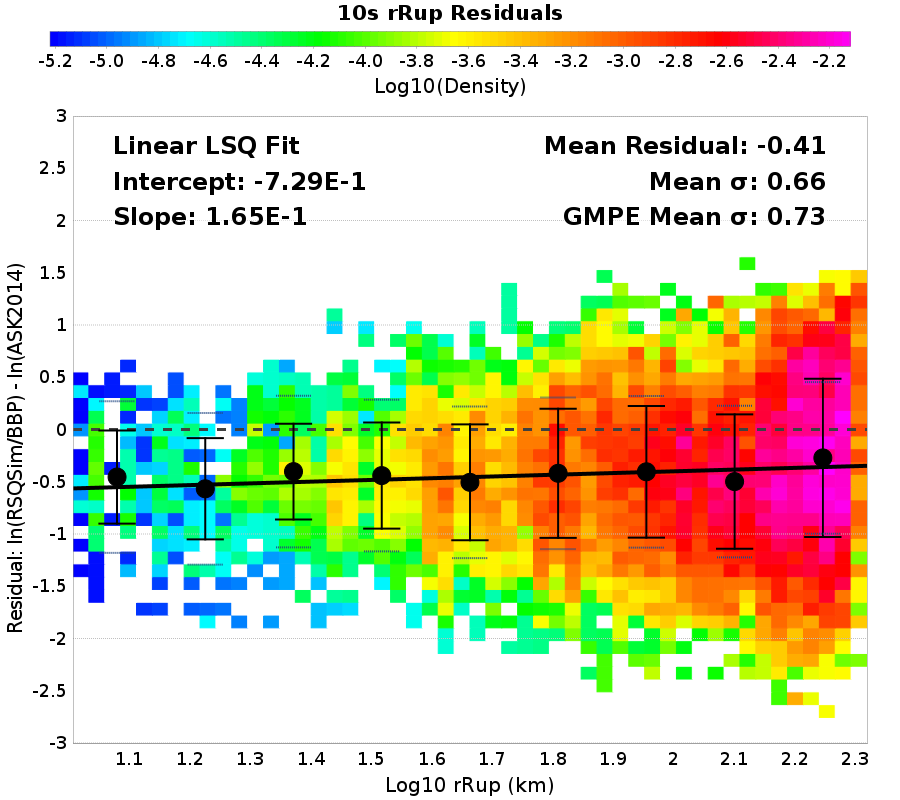 10s rRup Residuals
-5.2 -5.0 -4.8 -4.6 -4.4 -4.2 -4.0 -3.8 -3.6 -3.4 -3.2 -3.0 -2.8 -2.6 -2.4 -2.2
Log10(Density)
Linear LSQ Fit
Intercept: -7.29E-1
Slope: 1.65E-1
Mean Residual: -0.41
Mean σ: 0.66
GMPE Mean σ: 0.73
Residual: ln(RSQSim/BBP) - ln(ASK2014)
3
2.5
2
1.5
1
0.5
0
-0.5
-1
-1.5
-2
-2.5
-3
1.1 1.2 1.3 1.4 1.5 1.6 1.7 1.8 1.9 2 2.1 2.2 2.3
Log10 rRup (km)